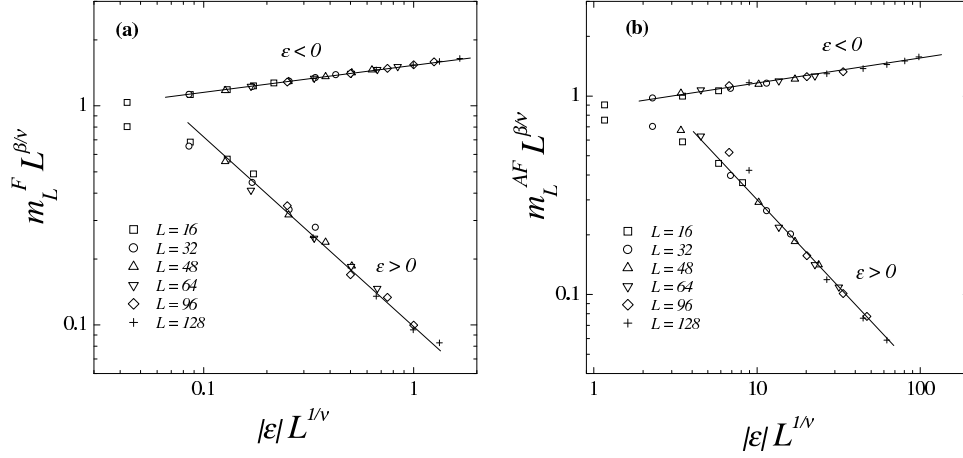 (a)
ε < 0
1
m_L^F L^{β/ν}
L = 16
L = 32
L = 48
L = 64
L = 96
L = 128
ε > 0
0.1
0.1
1
|ε| L^{1/ν}
(b)
ε < 0
1
m_L^{AF} L^{β/ν}
L = 16
L = 32
L = 48
L = 64
L = 96
L = 128
ε > 0
0.1
1
10
100
|ε| L^{1/ν}